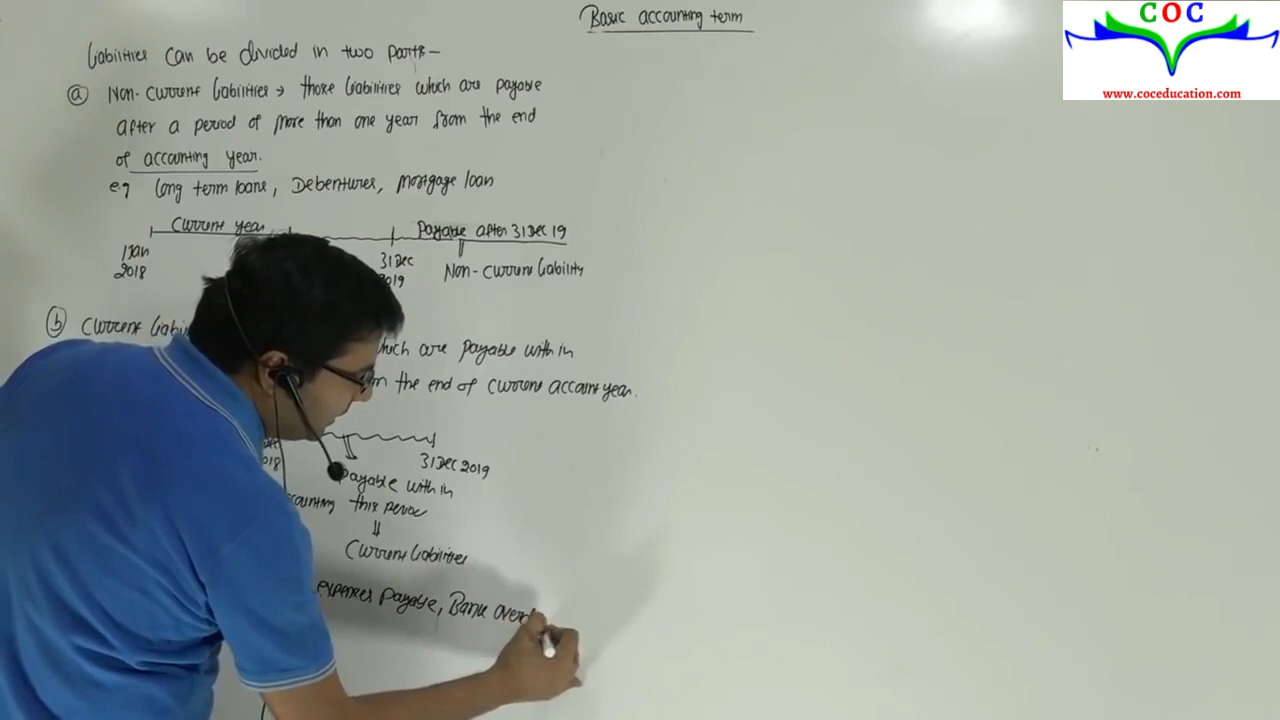 Basic accounting term
COC
www.coceducation.com
Liabilities can be divided in two parts-
(a) Non-current liabilities → those liabilities which are payable
after a period of more than one year from the end
of accounting year.
e.g Long term loans, Debentures, Mortgage loan
Current year
Payable after 31 Dec 19
1 Jan
2018
31 Dec
2019
Non-current liability
(b) Current
which are payable with in
the end of current account year.
31 Dec 2019
Payable with in
this period
⇓
Current liabilities
expenses payable, Bank